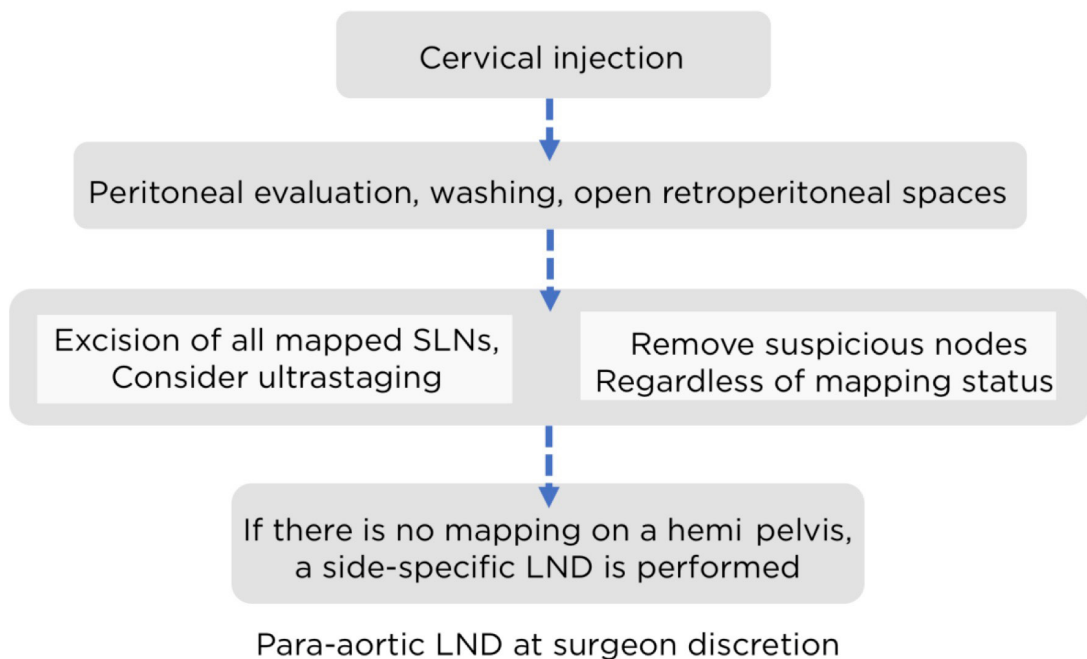 Cervical injection
Peritoneal evaluation, washing, open retroperitoneal spaces
Excision of all mapped SLNs,
Consider ultrastaging
Remove suspicious nodes
Regardless of mapping status
If there is no mapping on a hemi pelvis,
a side-specific LND is performed
Para-aortic LND at surgeon discretion